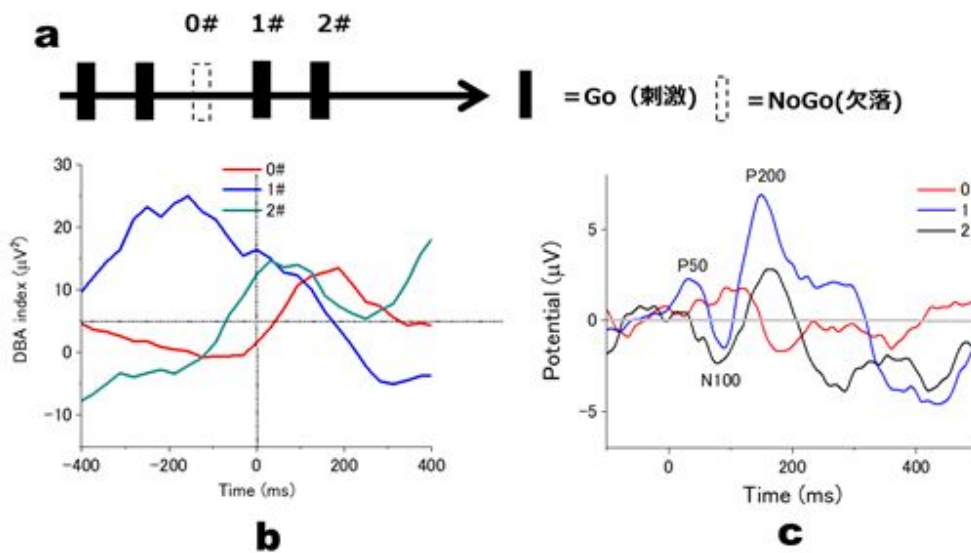 a
0# 1# 2#
=Go（刺激） =NoGo(欠落)
30
20
10
0
-10
DBA index (μV²)
0#
1#
2#
-400 -200 0 200 400
Time (ms)
b
5
0
-5
Potential (μV)
P50
N100
P200
0
1
2
0 200 400
Time (ms)
c